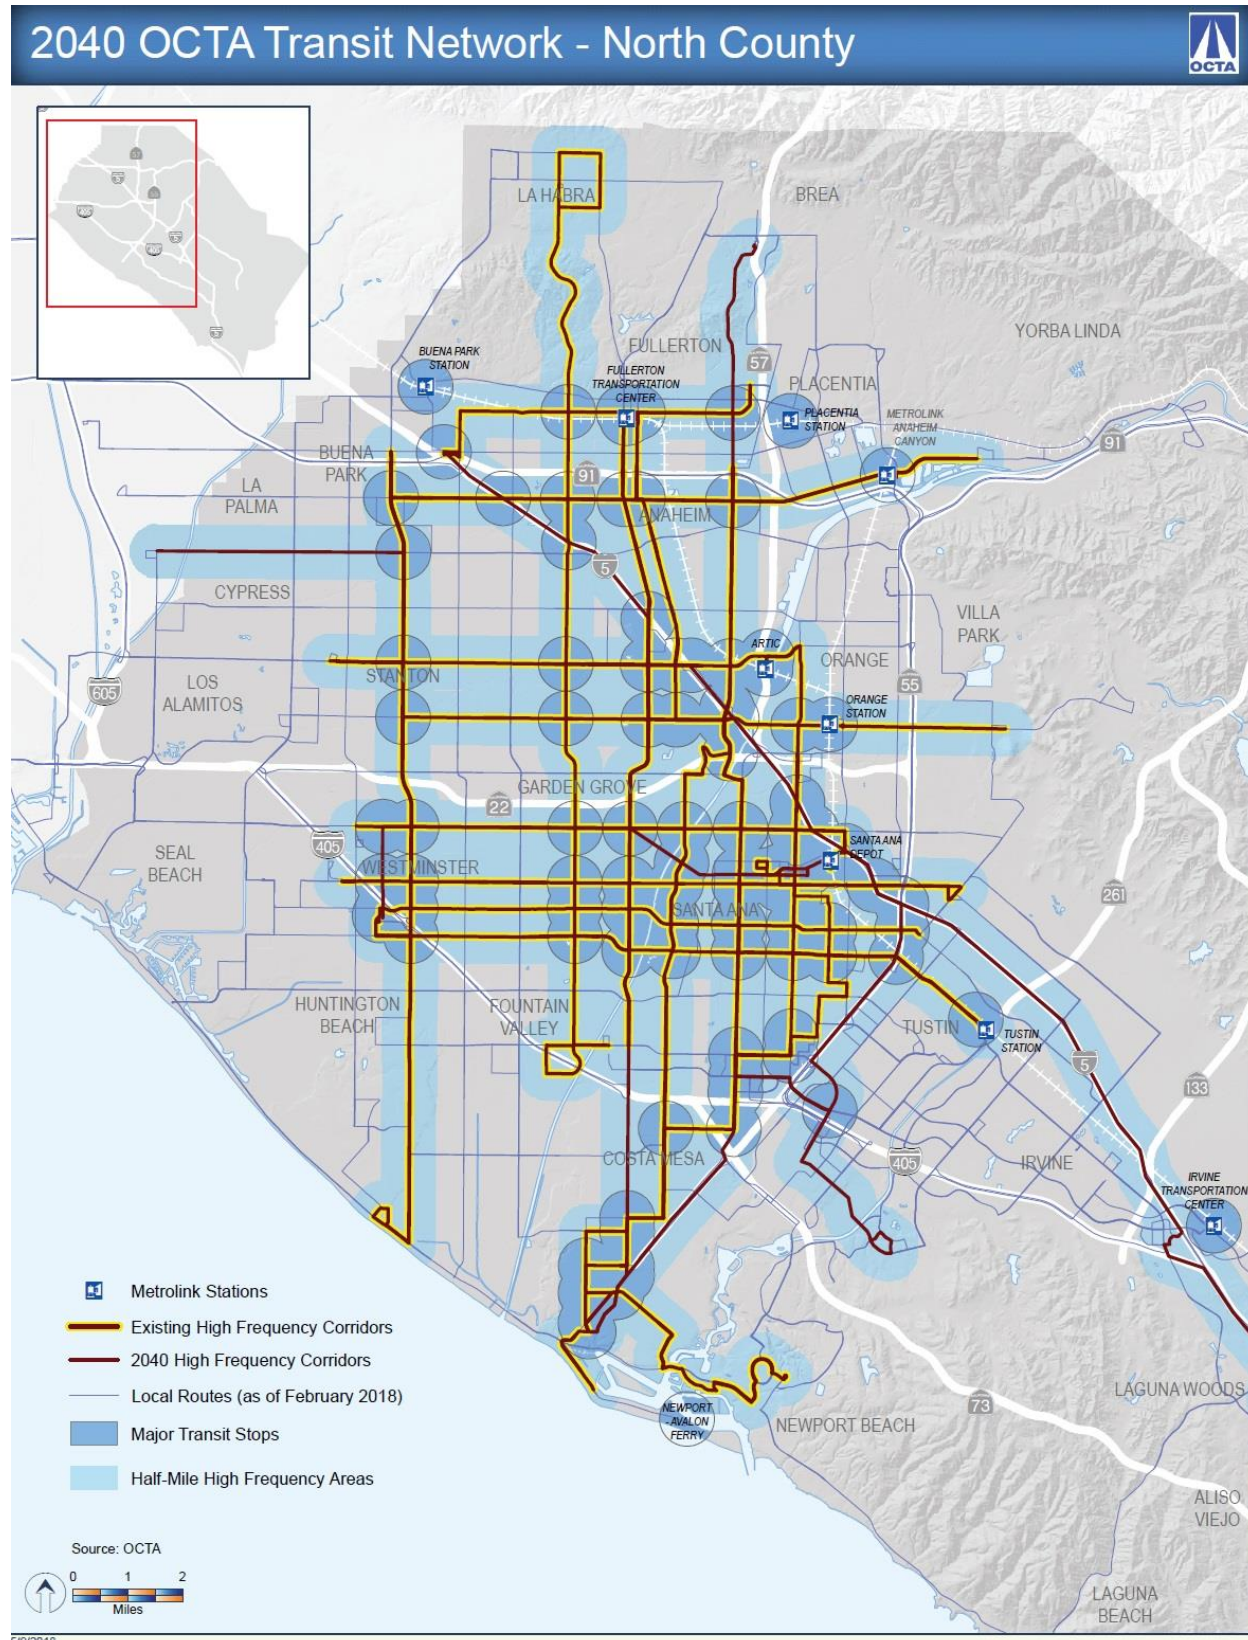 2040 OCTA Transit Network - North County
OCTA
LA HABRA
BREA
YORBA LINDA
BUENA PARK
STATION
FULLERTON
57
FULLERTON
TRANSPORTATION
CENTER
PLACENTIA
PLACENTIA
STATION
METROLINK
ANAHEIM
CANYON
91
BUENA
PARK
91
LA
PALMA
ANAHEIM
5
CYPRESS
VILLA
PARK
ARTIC
ORANGE
STANTON
605
LOS
ALAMITOS
55
ORANGE
STATION
GARDEN GROVE
22
405
SANTA ANA
DEPOT
SEAL
BEACH
WESTMINSTER
261
SANTA ANA
HUNTINGTON
BEACH
FOUNTAIN
VALLEY
TUSTIN
TUSTIN
STATION
5
133
COSTA MESA
405
IRVINE
IRVINE
TRANSPORTATION
CENTER
NEWPORT
- AVALON
FERRY
NEWPORT BEACH
73
LAGUNA WOODS
ALISO
VIEJO
LAGUNA
BEACH
Metrolink Stations
Existing High Frequency Corridors
2040 High Frequency Corridors
Local Routes (as of February 2018)
Major Transit Stops
Half-Mile High Frequency Areas
Source: OCTA
0 1 2
Miles